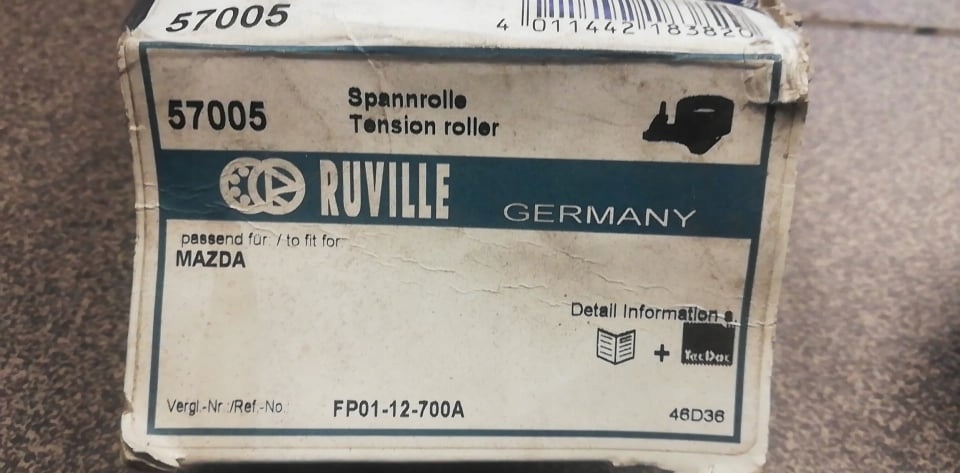 57005
4 011442 183820
57005
Spannrolle
Tension roller
RUVILLE
GERMANY
passend für: / to fit for
MAZDA
Detail Information s.
+ TecDoc
Vergl.-Nr.:/Ref.-No.:
FP01-12-700A
46D36